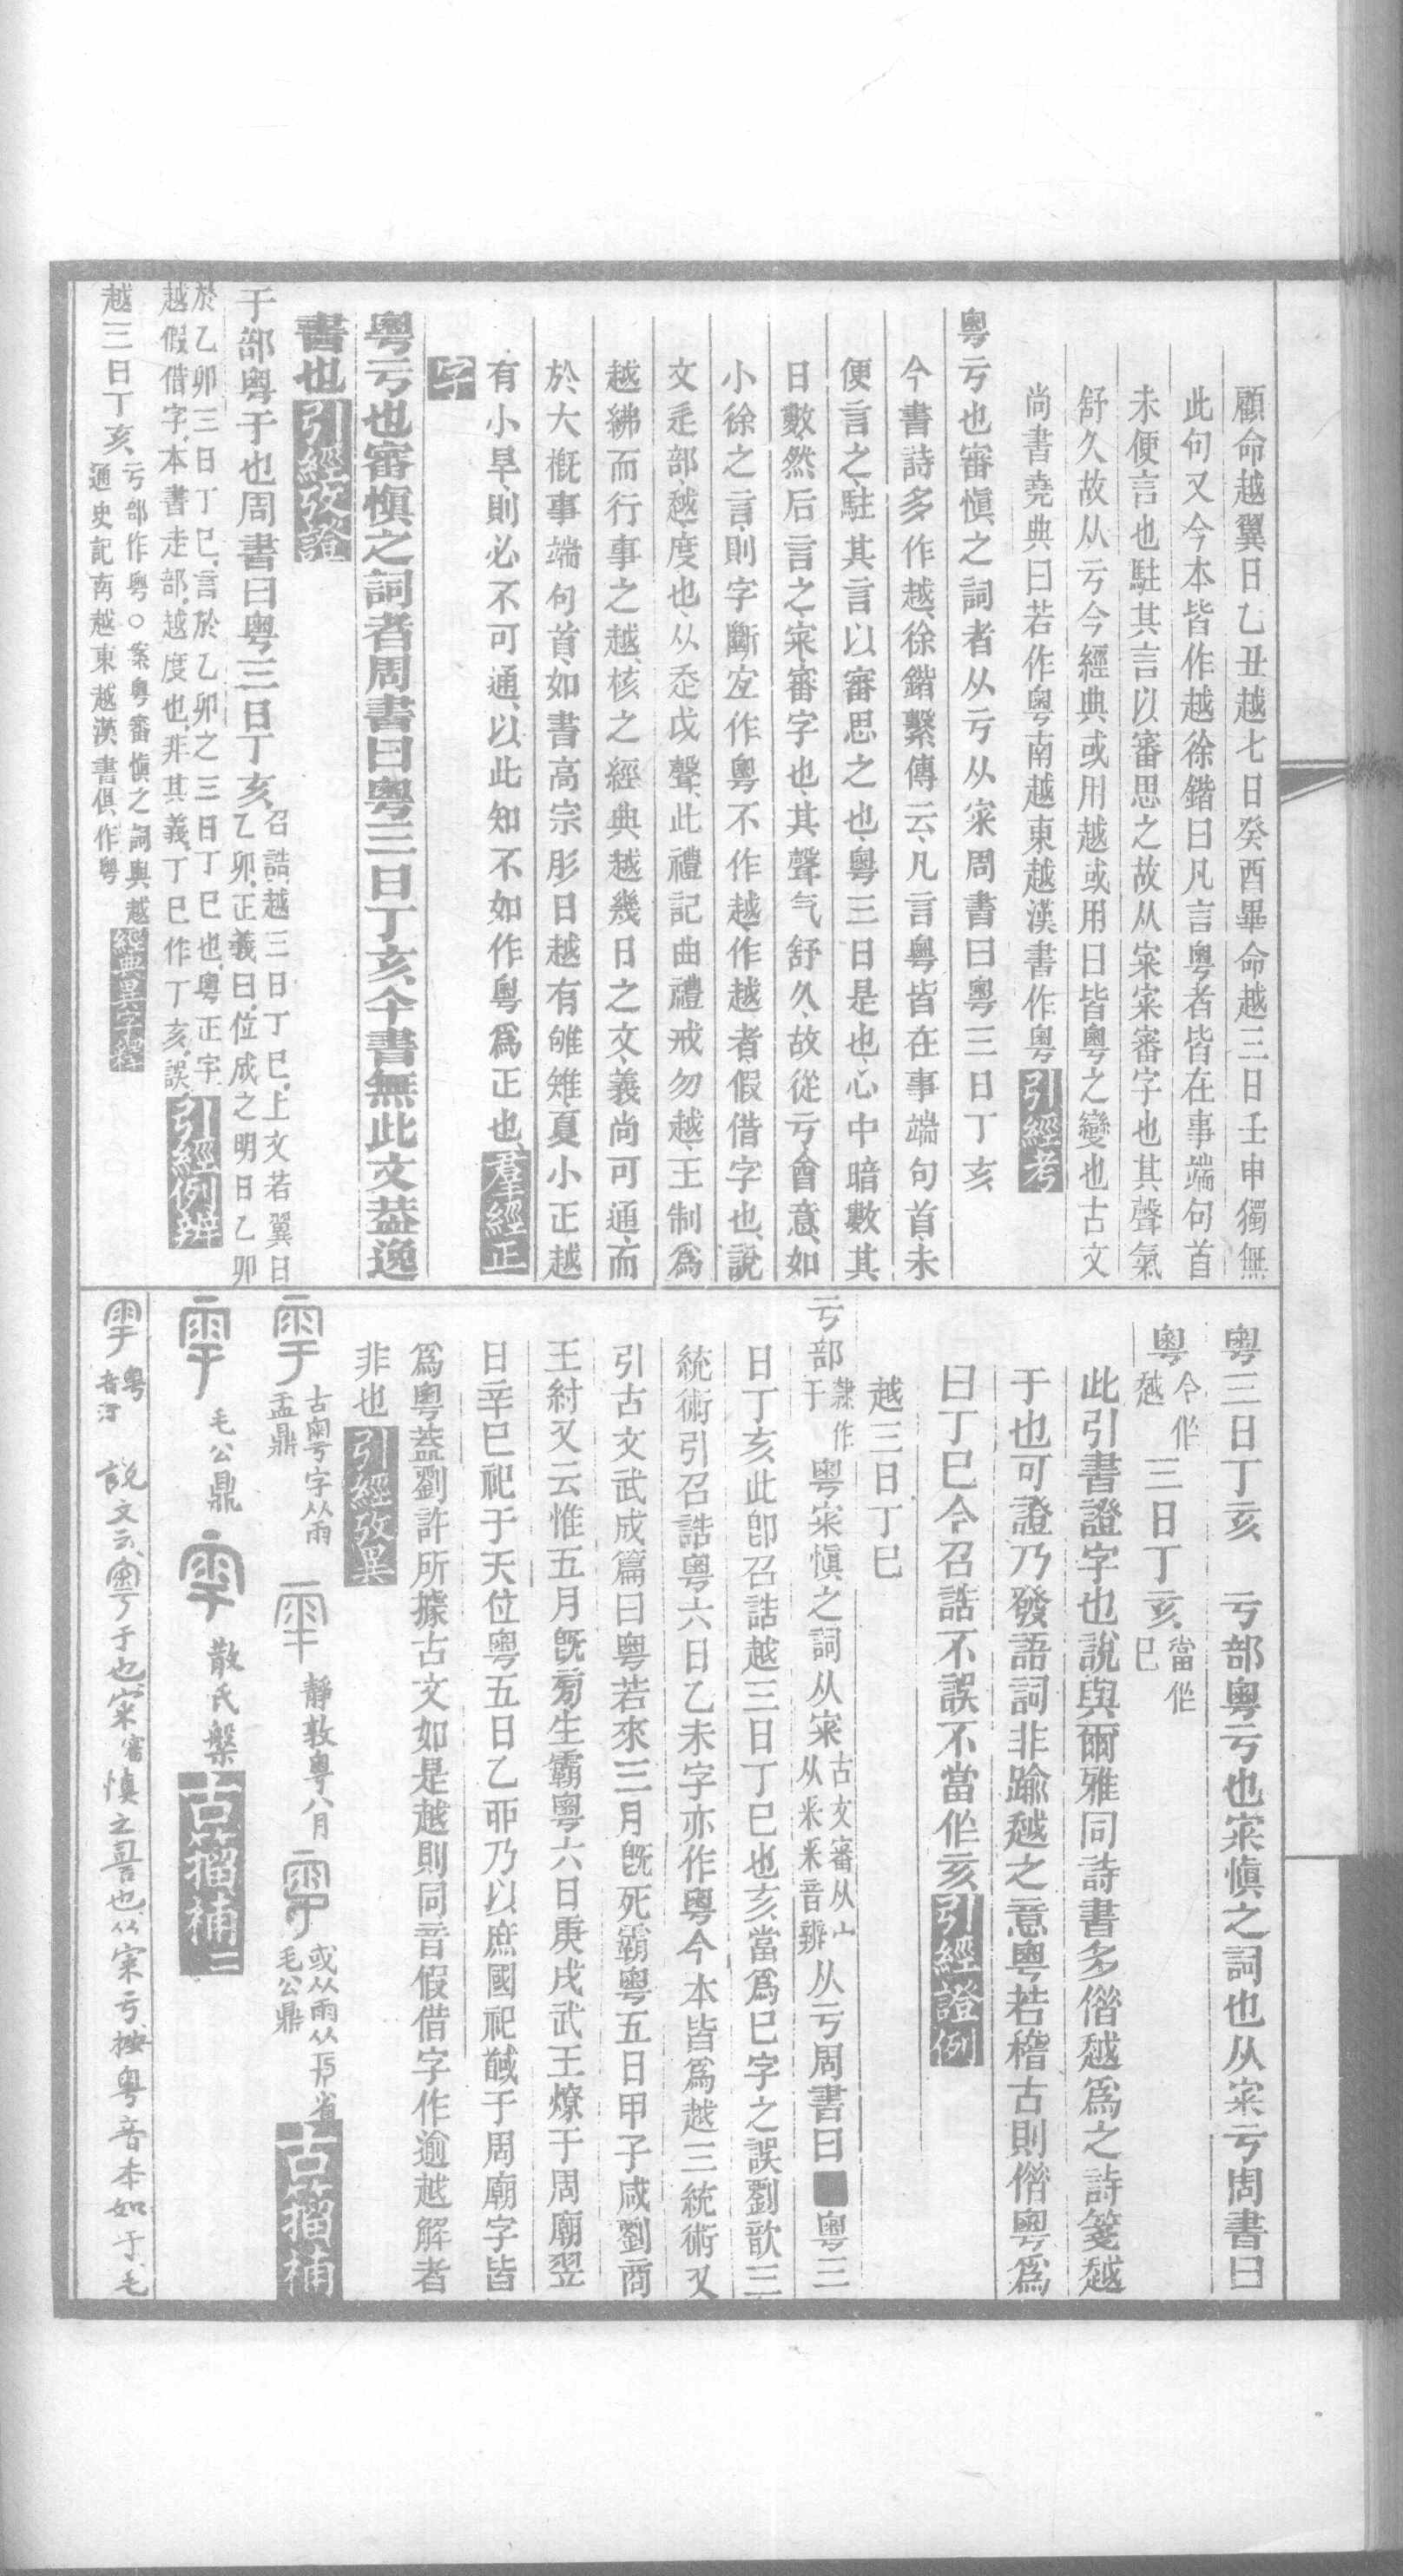 顧命越翼日乙丑越七日癸酉畢命越三日壬申獨無
此句又今本皆作越徐鍇曰凡言粵者皆在事端句首
未便言也駐其言以審思之故从宷宷審字也其聲氣
舒久故从亏今經典或用越或用曰皆粵之變也古文
尚書堯典曰若作粵南越東越漢書作粵引經考
粵亏也審愼之詞者从亏从宷周書曰粵三日丁亥
今書詩多作越徐鍇繫傳云凡言粵皆在事端句首未
便言之駐其言以審思之也粵三日是也心中暗數其
日數然后言之宷審字也其聲气舒久故從亏會意如
小徐之言則字斷宐作粵不作越作越者假借字也說
文辵部越度也从辵戉聲此禮記曲禮戒勿越王制爲
越紼而行事之越核之經典越幾日之文義尚可通而
於大槪事端句首如書高宗肜日越有雊雉夏小正越
有小旱則必不可通以此知不如作粵爲正也羣經正
字
粵亏也審愼之詞者周書曰粵三日丁亥今書無此文葢逸
書也引經攷證
于部粵于也周書曰粵三日丁亥召誥越三日丁巳上文若翼日
乙卯正義曰位成之明日乙卯
於乙卯三日丁巳言於乙卯之三日丁巳也粵正字
越假借字本書走部越度也非其義丁巳作丁亥誤引經例辨
越三日丁亥亏部作粵○案粵審愼之詞與越
通史記南越東越漢書俱作粵經典異字釋
粵三日丁亥　亏部粵亏也宷愼之詞也从宷亏周書曰
粵今作越三日丁亥當作巳
此引書證字也說與爾雅同詩書多僭越爲之詩箋越
于也可證乃發語詞非踰越之意粵若稽古則僭粵爲
曰丁巳今召誥不誤不當作亥引經證例
越三日丁巳
亏部隸作于粵宷愼之詞从宷古文審从宀从釆釆音辨从亏周書曰■粵三
日丁亥此卽召誥越三日丁巳也亥當爲巳字之誤劉歆三
統術引召誥粵六日乙未字亦作粵今本皆爲越三統術又
引古文武成篇曰粵若來三月旣死霸粵五日甲子咸劉商
王紂又云惟五月旣旁生霸粵六日庚戌武王燎于周廟翌
日辛巳祀于天位粵五日乙卯乃以庶國祀馘于周廟字皆
爲粵葢劉許所據古文如是越則同音假借字作逾越解者
非也引經攷異
古粵字从雨盂鼎　靜敦粵八月　或从雨从㝵省毛公鼎古籀補
毛公鼎　散氏槃古籀補二
粵者汈　說文云粵于也宷審愼之䛐也从宷亏按粵音本如于毛